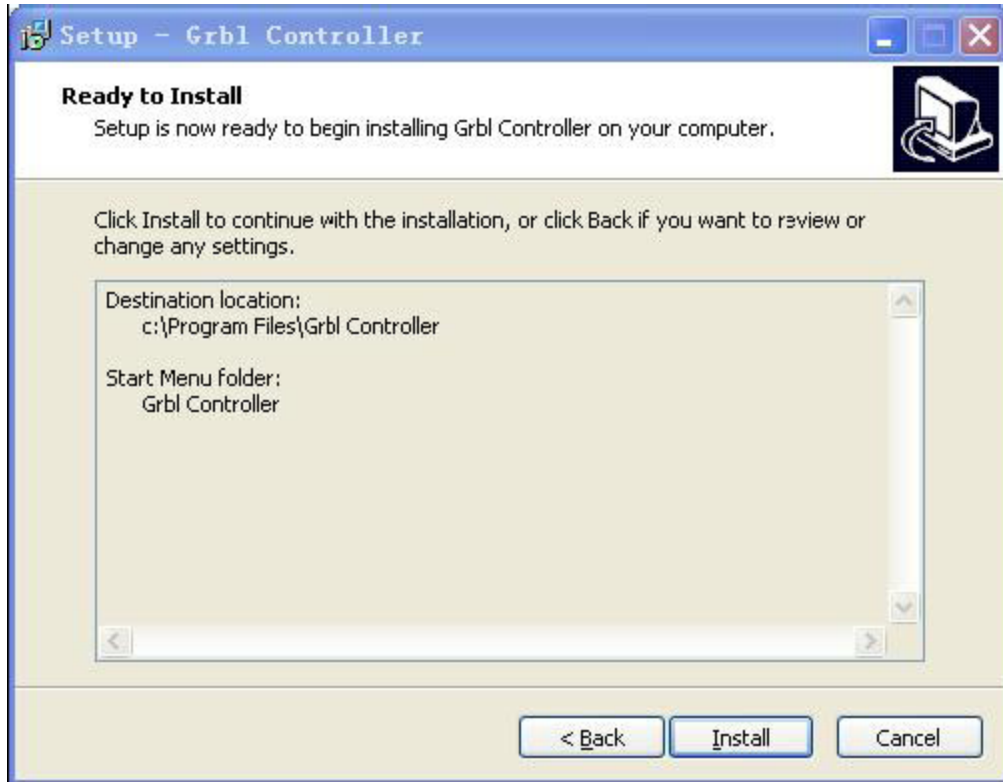 Setup - Grbl Controller
Ready to Install
Setup is now ready to begin installing Grbl Controller on your computer.
Click Install to continue with the installation, or click Back if you want to review or
change any settings.
Destination location:
c:\Program Files\Grbl Controller
Start Menu folder:
Grbl Controller
< Back
Install
Cancel